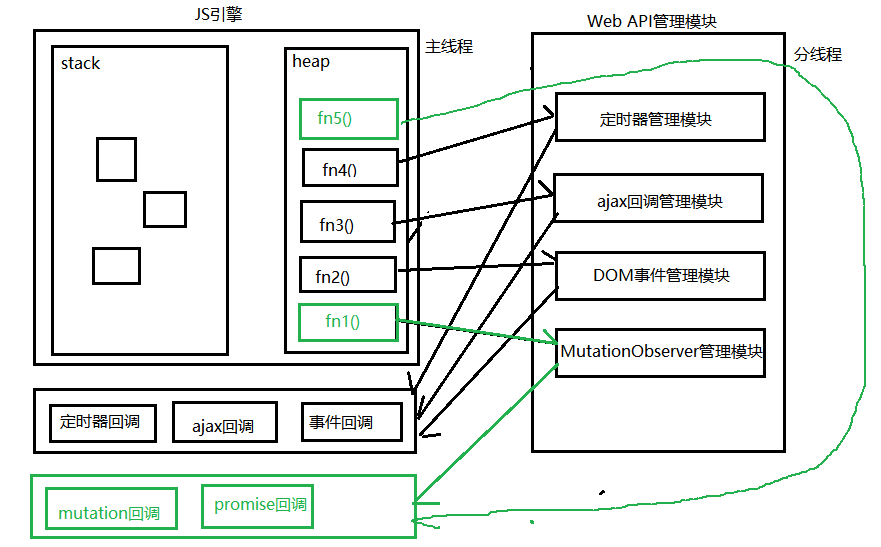 JS引擎
Web API管理模块
主线程
分线程
stack
heap
fn5()
fn4()
fn3()
fn2()
fn1()
定时器管理模块
ajax回调管理模块
DOM事件管理模块
MutationObserver管理模块
定时器回调
ajax回调
事件回调
mutation回调
promise回调